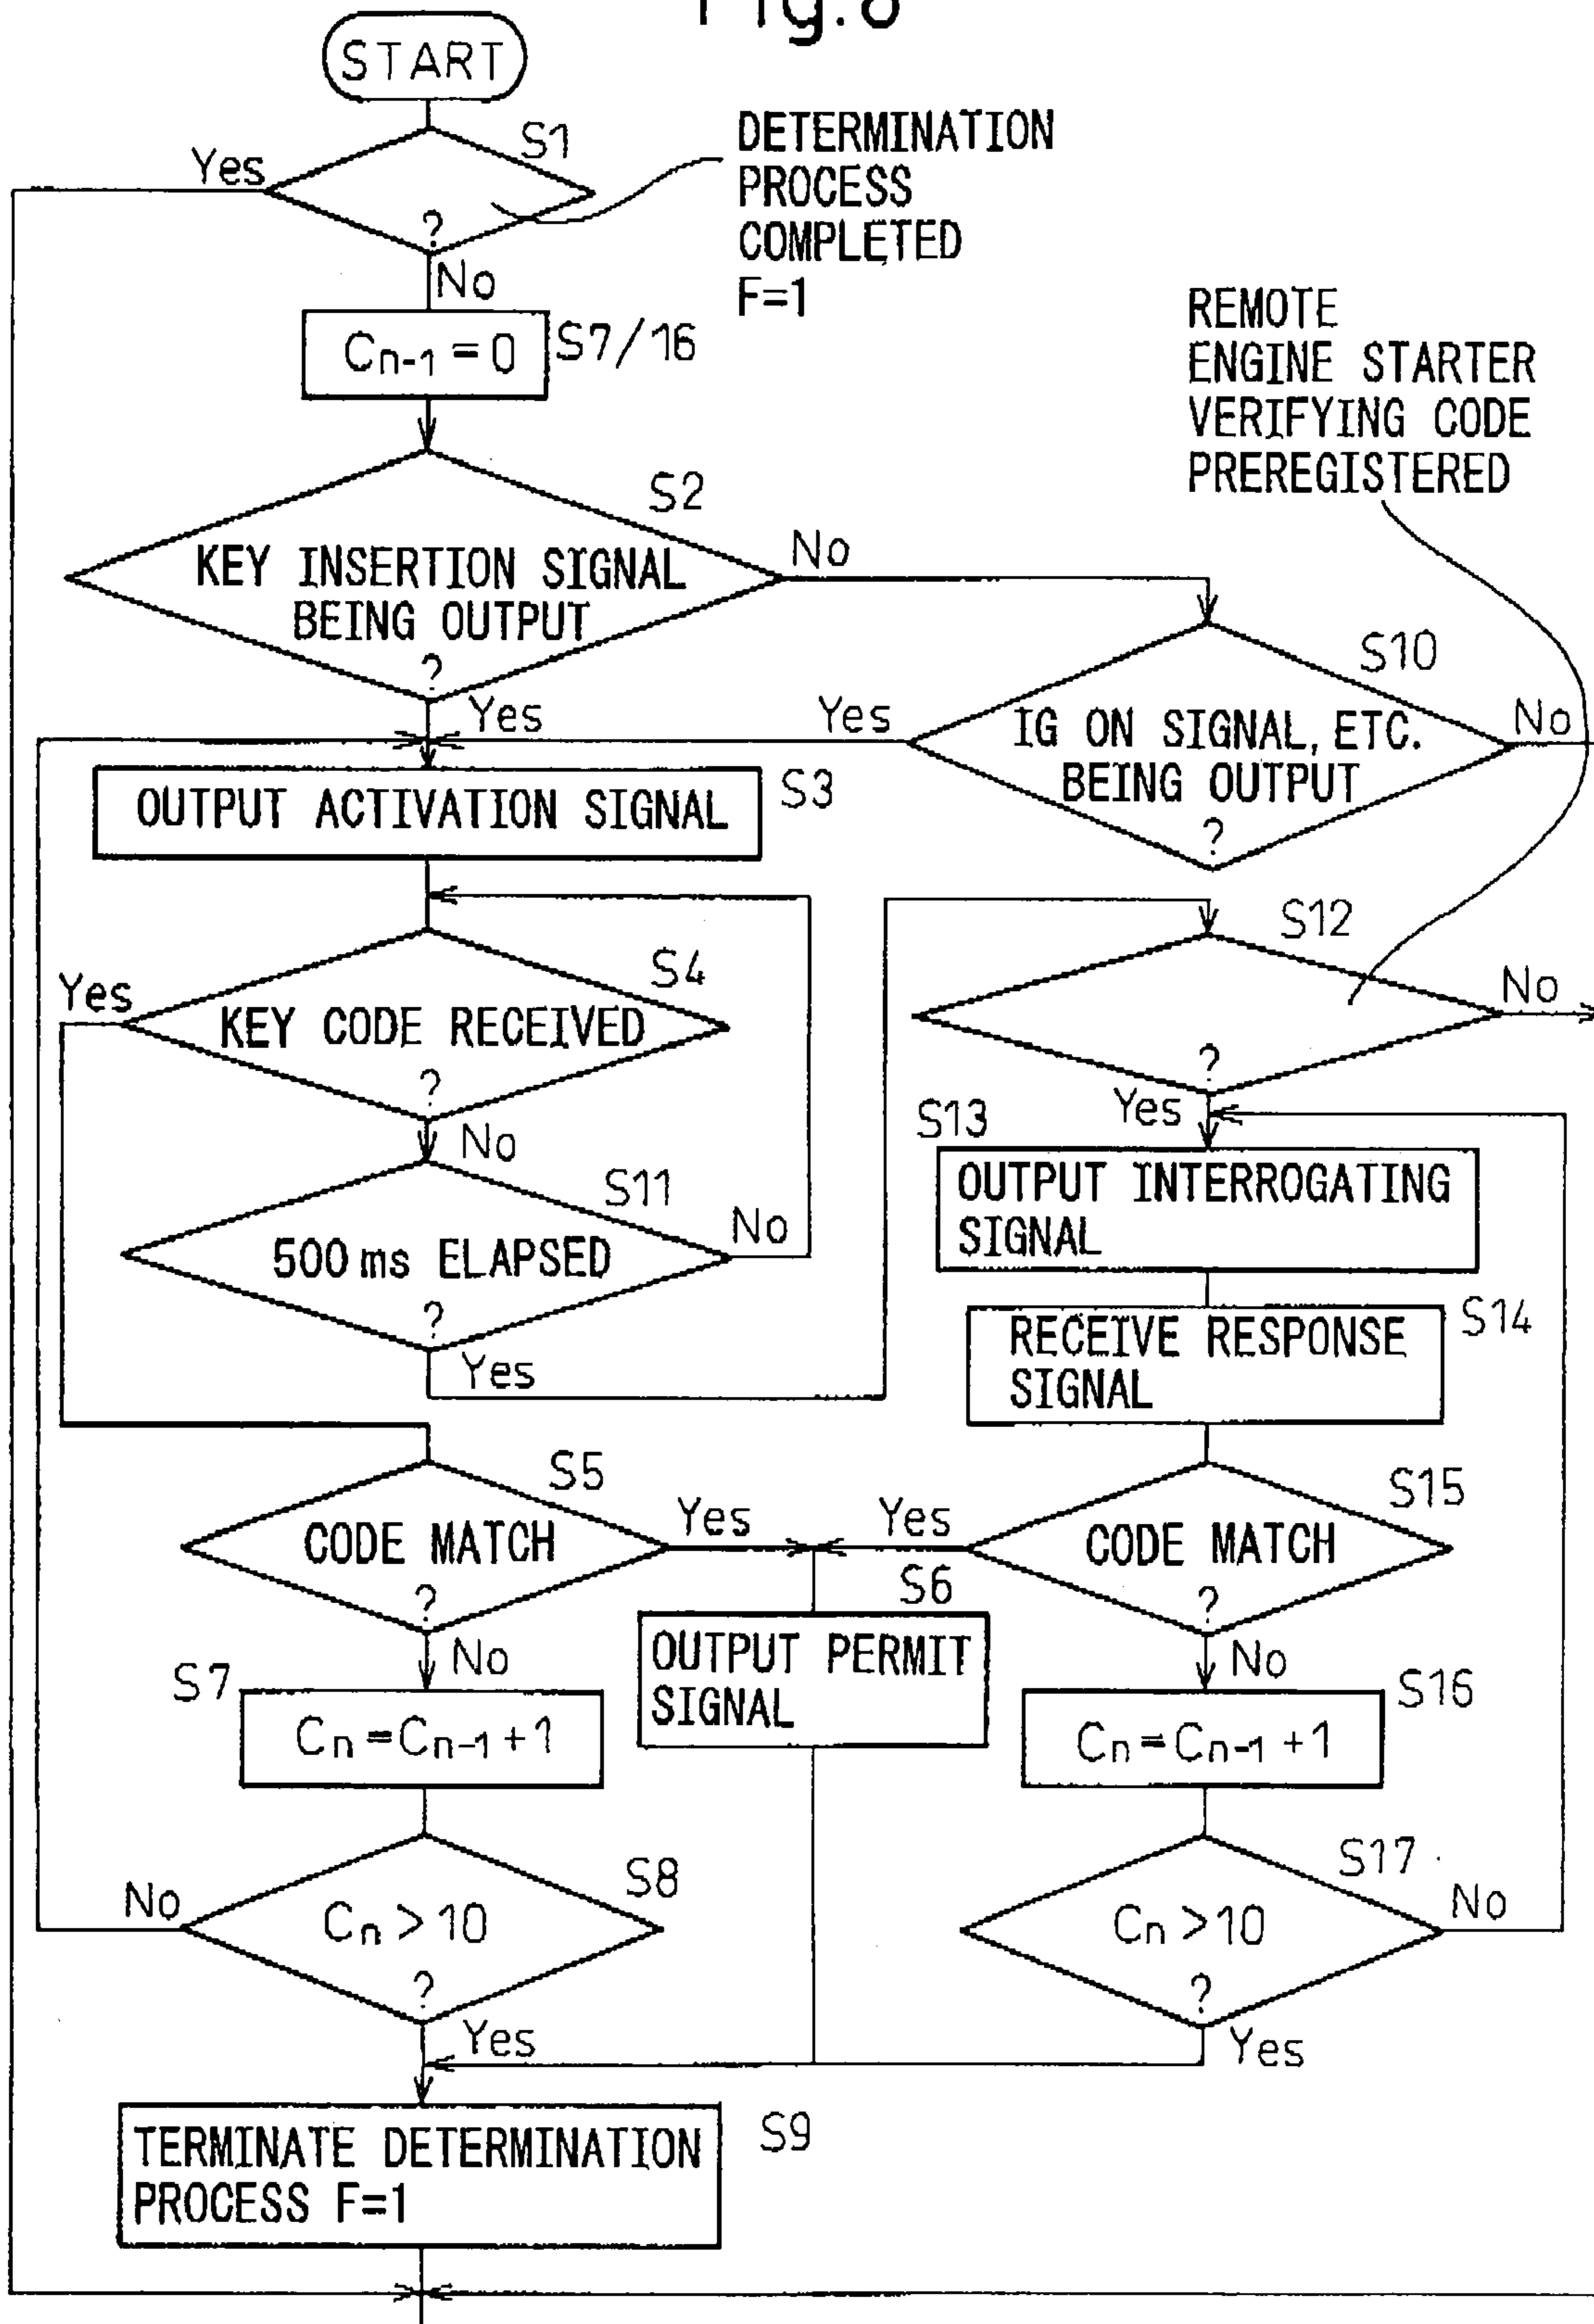 Fig.8
START
S1
Yes
?
DETERMINATION
PROCESS
COMPLETED
F=1
No
Cn-1 = 0
S7/16
REMOTE
ENGINE STARTER
VERIFYING CODE
PREREGISTERED
S2
KEY INSERTION SIGNAL
BEING OUTPUT
?
No
Yes
S10
IG ON SIGNAL, ETC.
BEING OUTPUT
?
Yes
No
OUTPUT ACTIVATION SIGNAL
S3
S4
Yes
KEY CODE RECEIVED
?
No
S12
No
?
Yes
S11
500ms ELAPSED
?
No
Yes
S13
OUTPUT INTERROGATING
SIGNAL
S14
RECEIVE RESPONSE
SIGNAL
S5
CODE MATCH
?
Yes
No
S15
Yes
CODE MATCH
?
No
S6
OUTPUT PERMIT
SIGNAL
S7
Cn=Cn-1+1
S16
Cn=Cn-1+1
S8
No
Cn>10
?
Yes
S17
Cn>10
?
No
Yes
TERMINATE DETERMINATION
PROCESS F=1
S9